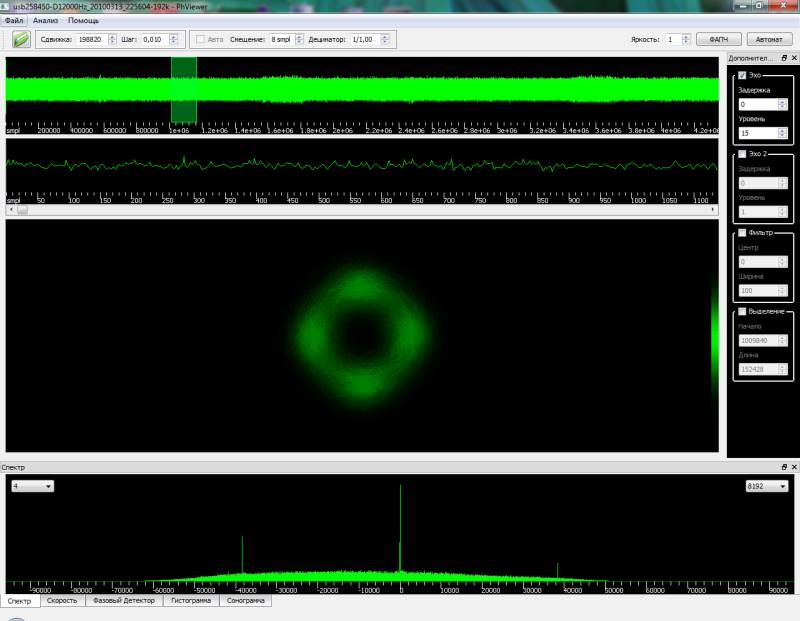 usb258450-D12000Hz_20100313_225604-192k - PhViewer
Файл Анализ Помощь
Сдвижка: 198820 Шаг: 0,010 Авто Смещение: 8 smpl Дециматор: 1/1,00 Яркость: 1 ФАПЧ Автомат
Дополнител...
smpl 200000 400000 600000 800000 1e+06 1.2e+06 1.4e+06 1.6e+06 1.8e+06 2e+06 2.2e+06 2.4e+06 2.6e+06 2.8e+06 3e+06 3.2e+06 3.4e+06 3.6e+06 3.8e+06 4e+06 4.2e+06
smpl 50 100 150 200 250 300 350 400 450 500 550 600 650 700 750 800 850 900 950 1000 1050 1100
Эхо
Задержка
0
Уровень
15
Эхо 2
Задержка
0
Уровень
1
Фильтр
Центр
0
Ширина
100
Выделение
Начало
1009840
Длина
152428
Спектр
4 8192
-90000 -80000 -70000 -60000 -50000 -40000 -30000 -20000 -10000 0 10000 20000 30000 40000 50000 60000 70000 80000 90000
Спектр Скорость Фазовый Детектор Гистограмма Сонограмма